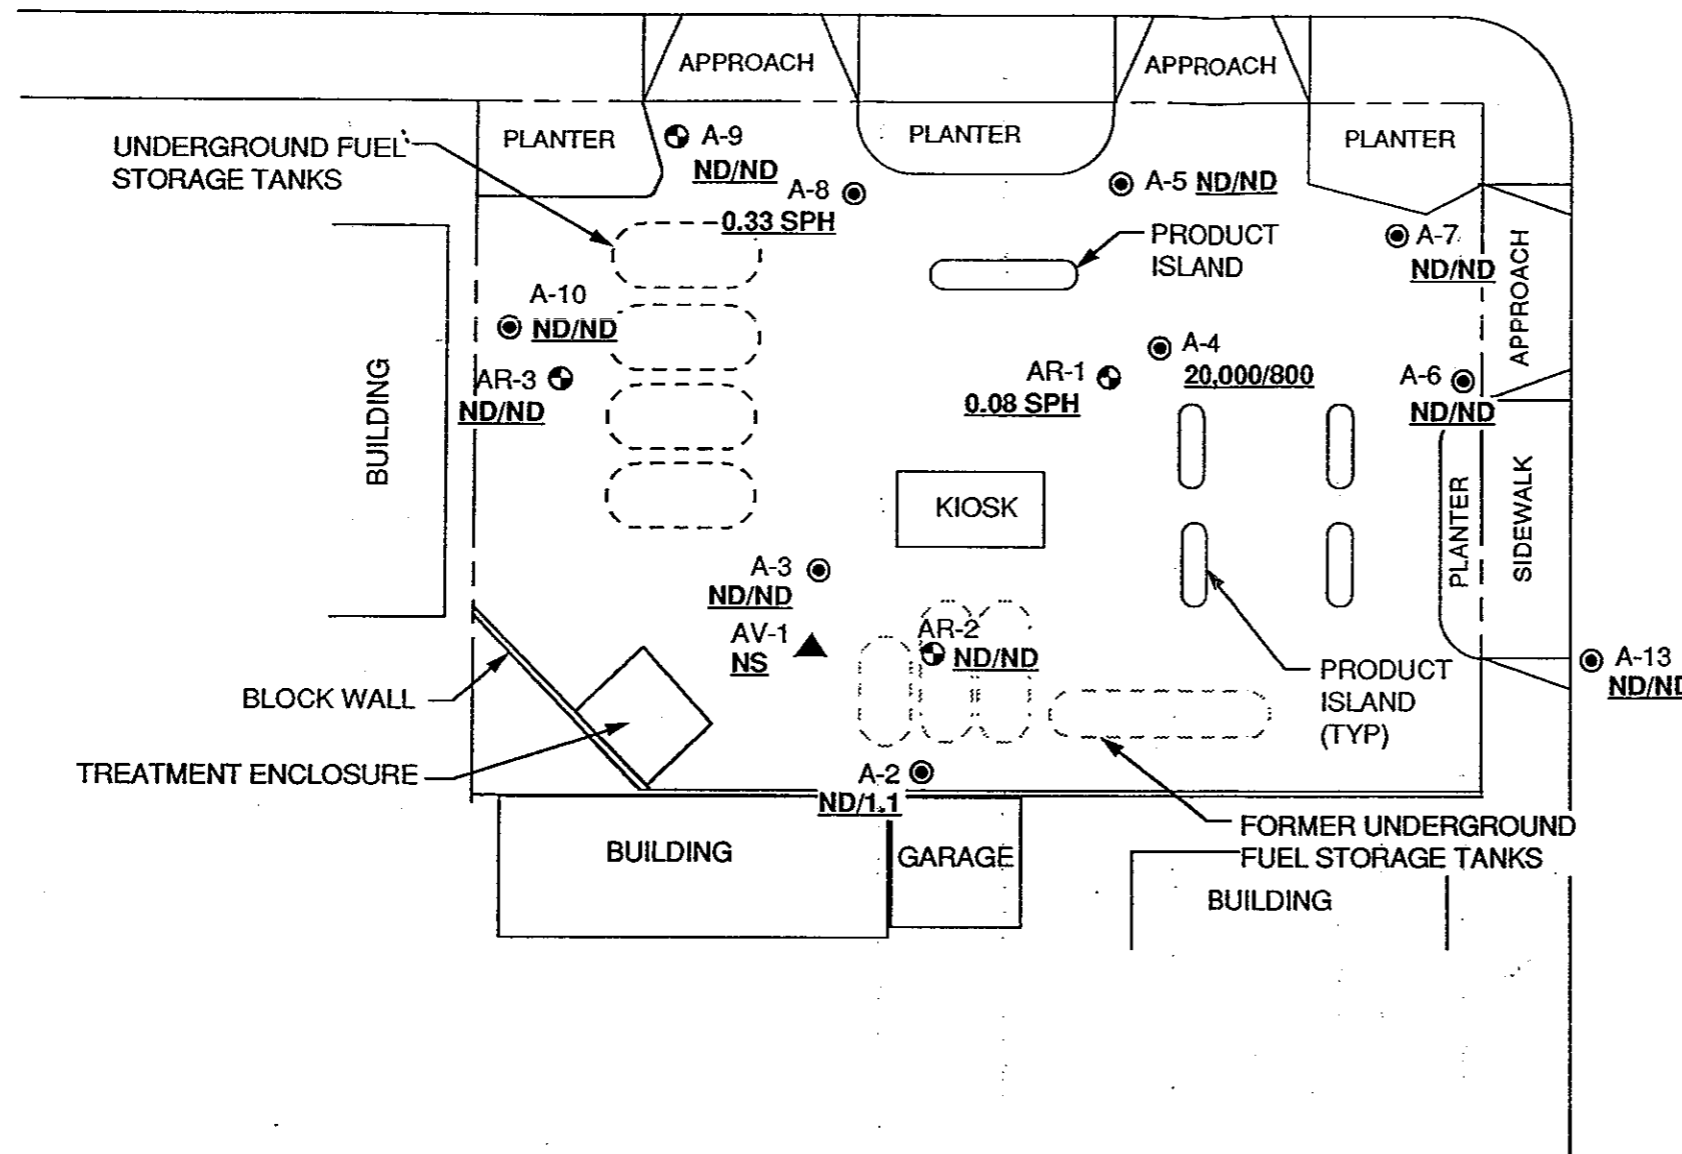 APPROACH
APPROACH
PLANTER
PLANTER
PLANTER
UNDERGROUND FUEL
STORAGE TANKS
A-9
ND/ND
A-8
0.33 SPH
A-5 ND/ND
PRODUCT
ISLAND
A-7
ND/ND
APPROACH
A-10
ND/ND
AR-3
ND/ND
BUILDING
AR-1
0.08 SPH
A-4
20,000/800
A-6
ND/ND
KIOSK
PLANTER
SIDEWALK
A-3
ND/ND
AV-1
NS
AR-2
ND/ND
PRODUCT
ISLAND
(TYP)
A-13
ND/ND
BLOCK WALL
TREATMENT ENCLOSURE
A-2
ND/1.1
BUILDING
GARAGE
FORMER UNDERGROUND
FUEL STORAGE TANKS
BUILDING